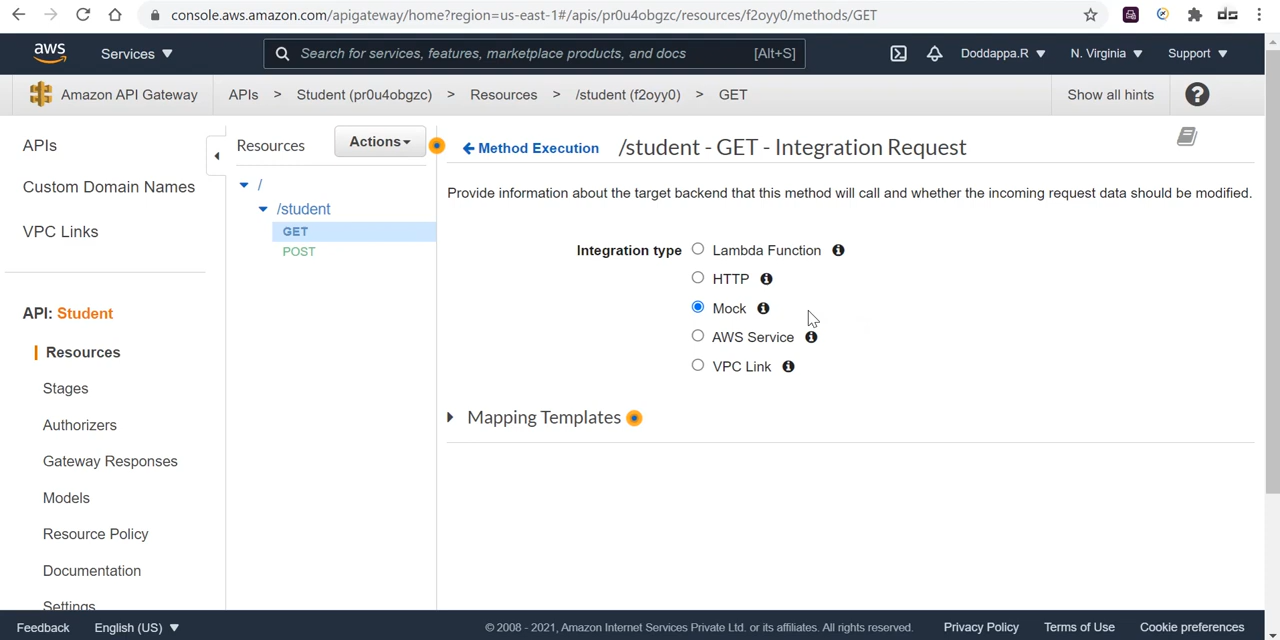 console.aws.amazon.com/apigateway/home?region=us-east-1#/apis/pr0u4obgzc/resources/f2oyy0/methods/GET
aws Services Search for services, features, marketplace products, and docs [Alt+S] Doddappa.R N. Virginia Support
Amazon API Gateway APIs > Student (pr0u4obgzc) > Resources > /student (f2oyy0) > GET Show all hints ?
APIs
Custom Domain Names
VPC Links
API: Student
Resources
Stages
Authorizers
Gateway Responses
Models
Resource Policy
Documentation
Settings
Resources Actions
/
/student
GET
POST
Method Execution /student - GET - Integration Request
Provide information about the target backend that this method will call and whether the incoming request data should be modified.
Integration type Lambda Function
HTTP
Mock
AWS Service
VPC Link
Mapping Templates
Feedback English (US) © 2008 - 2021, Amazon Internet Services Private Ltd. or its affiliates. All rights reserved. Privacy Policy Terms of Use Cookie preferences